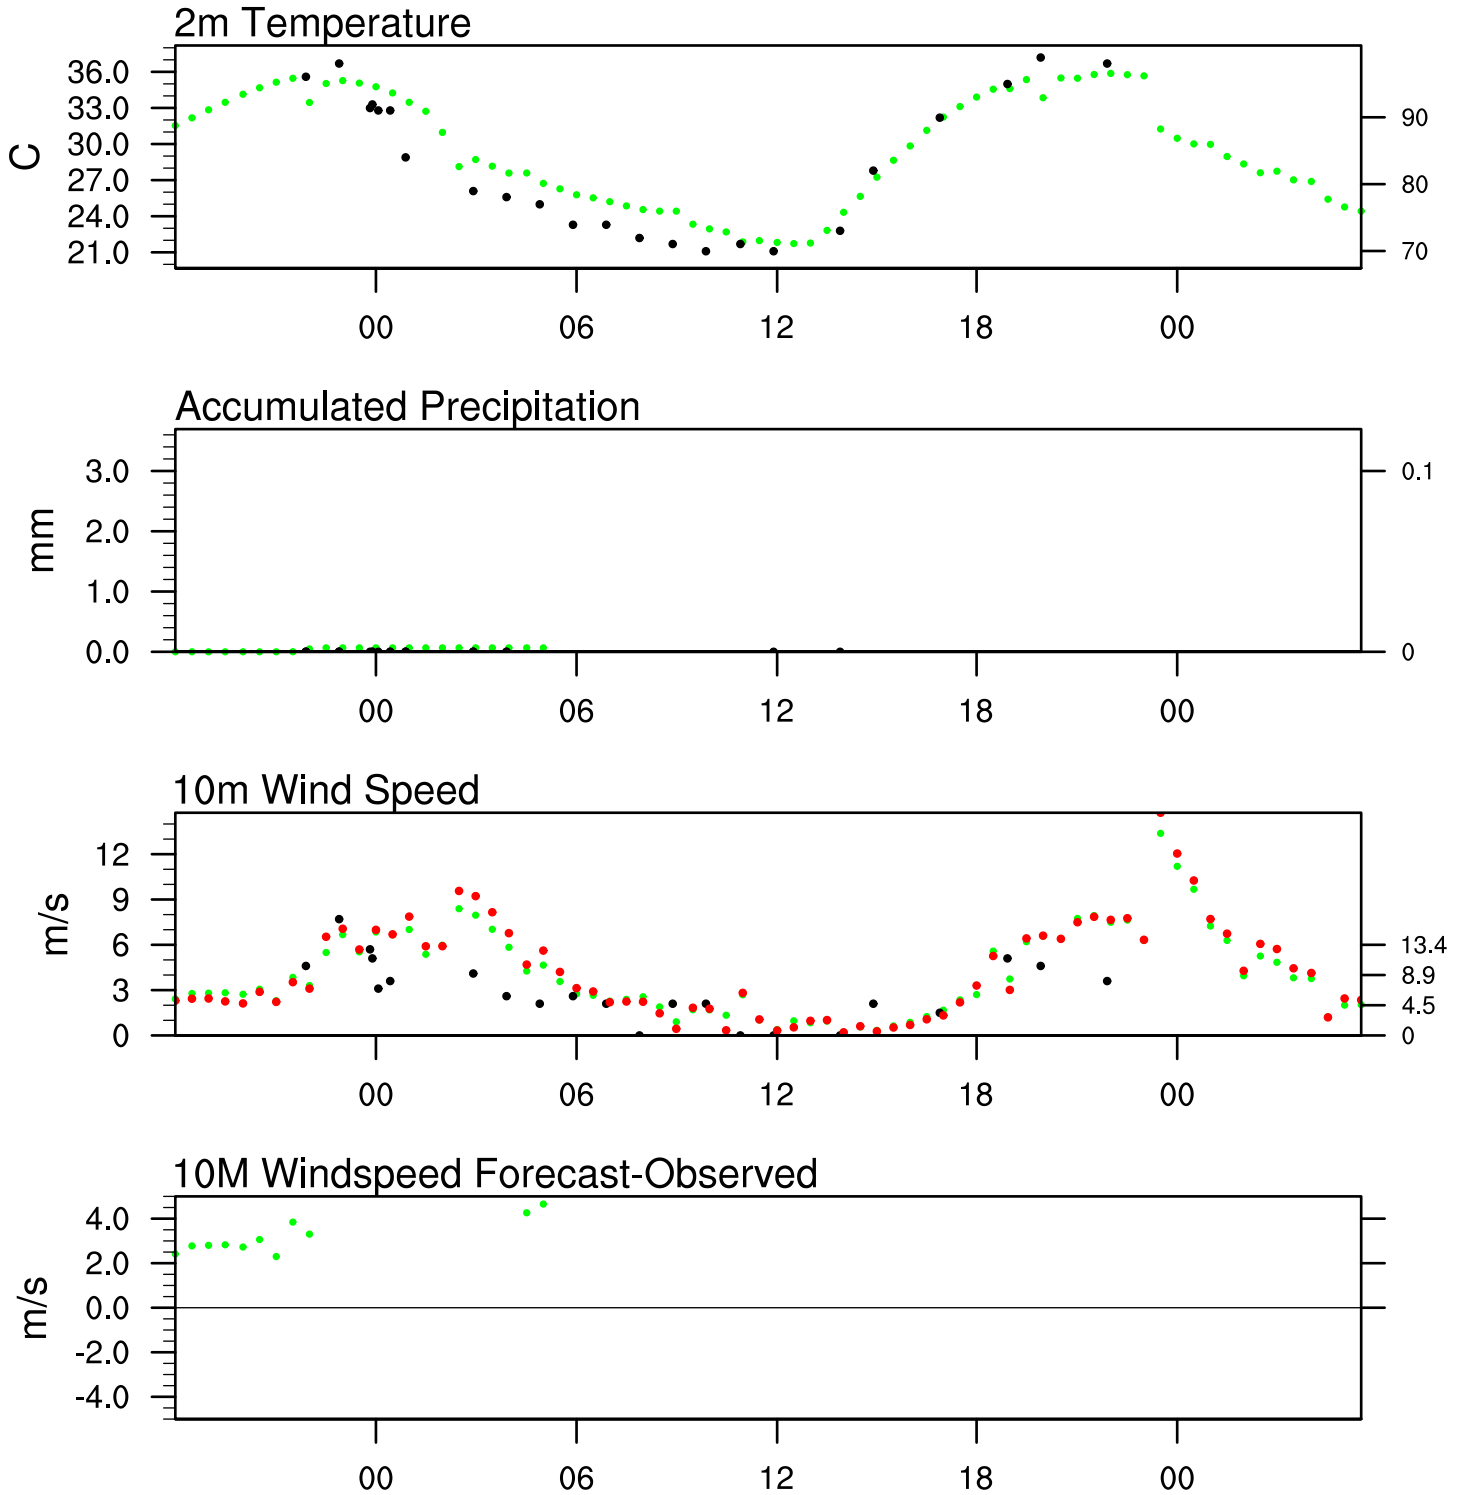 2m Temperature
36.0
33.0
30.0
27.0
24.0
21.0
C
90
80
70
00 06 12 18 00
Accumulated Precipitation
3.0
2.0
1.0
0.0
mm
0.1
0
00 06 12 18 00
10m Wind Speed
12
9
6
3
0
m/s
13.4
8.9
4.5
0
00 06 12 18 00
10M Windspeed Forecast-Observed
4.0
2.0
0.0
-2.0
-4.0
m/s
00 06 12 18 00